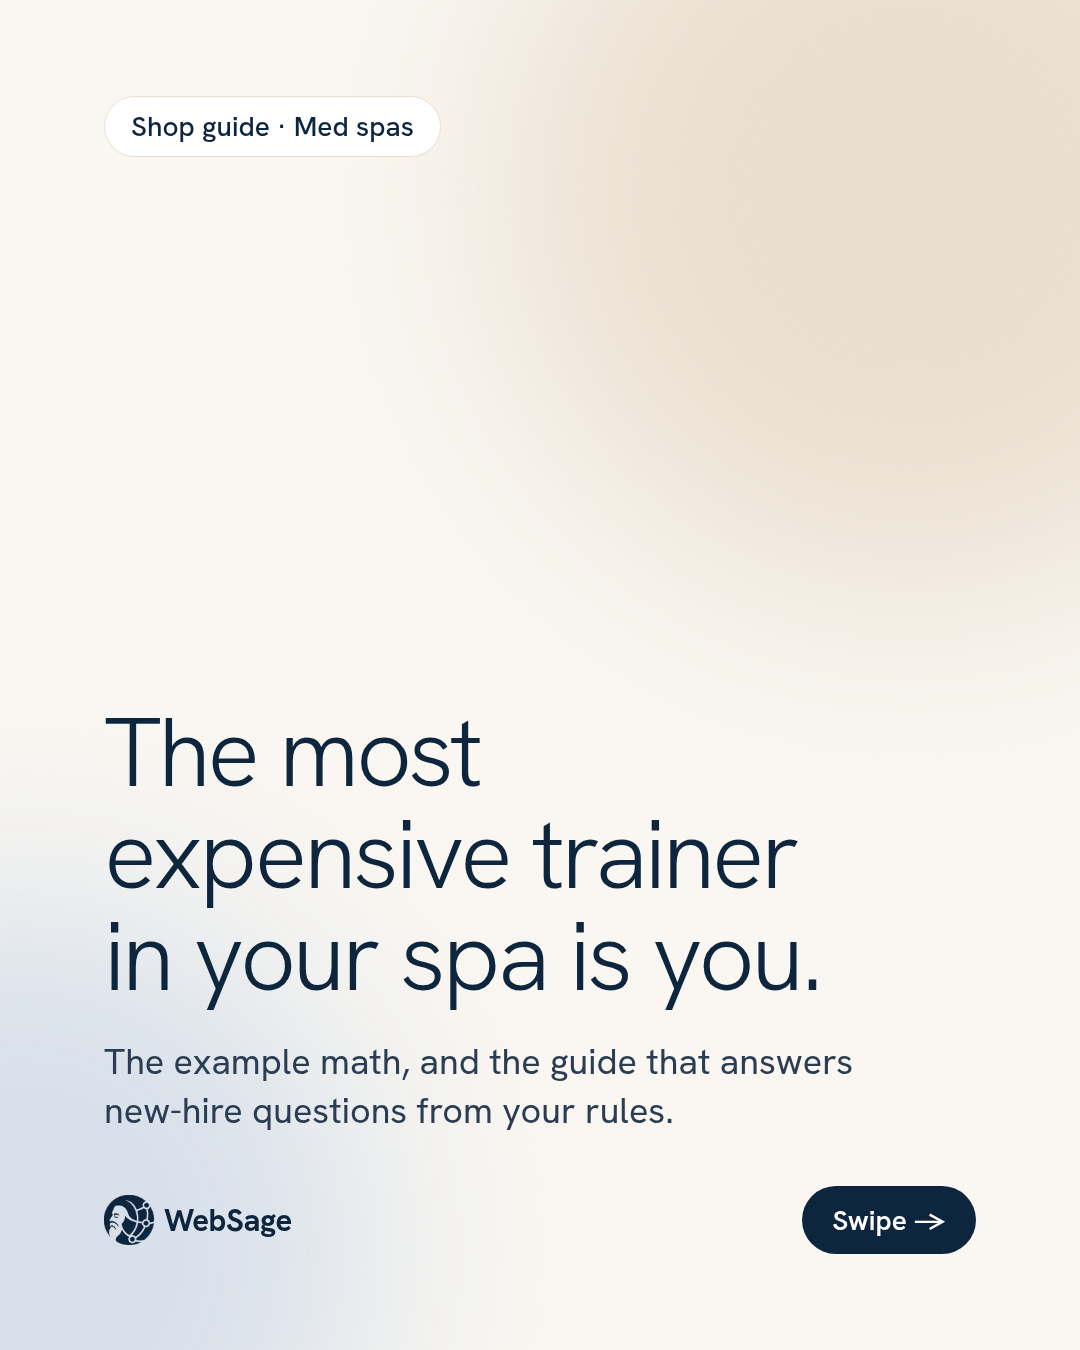 Shop guide · Med spas
The most
expensive trainer
in your spa is you.
The example math, and the guide that answers
new-hire questions from your rules.
WebSage
Swipe →